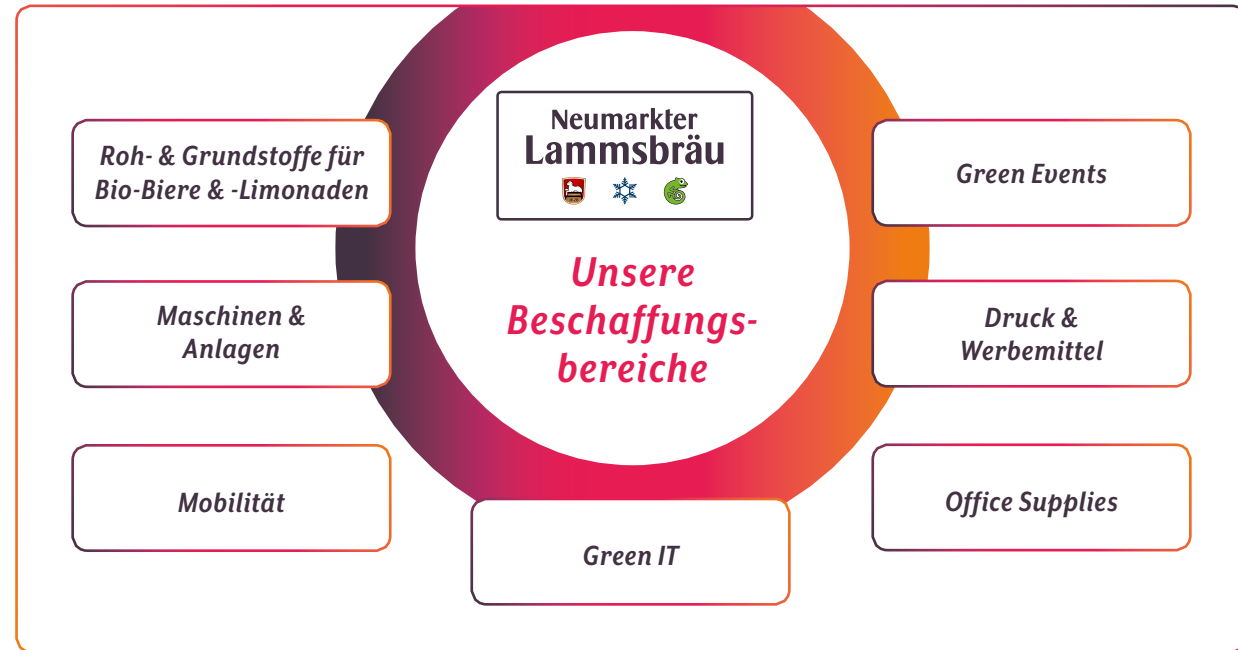 Neumarkter
Lammsbräu
Unsere
Beschaffungs-
bereiche
Roh- & Grundstoffe für
Bio-Biere & -Limonaden
Maschinen &
Anlagen
Mobilität
Green IT
Green Events
Druck &
Werbemittel
Office Supplies